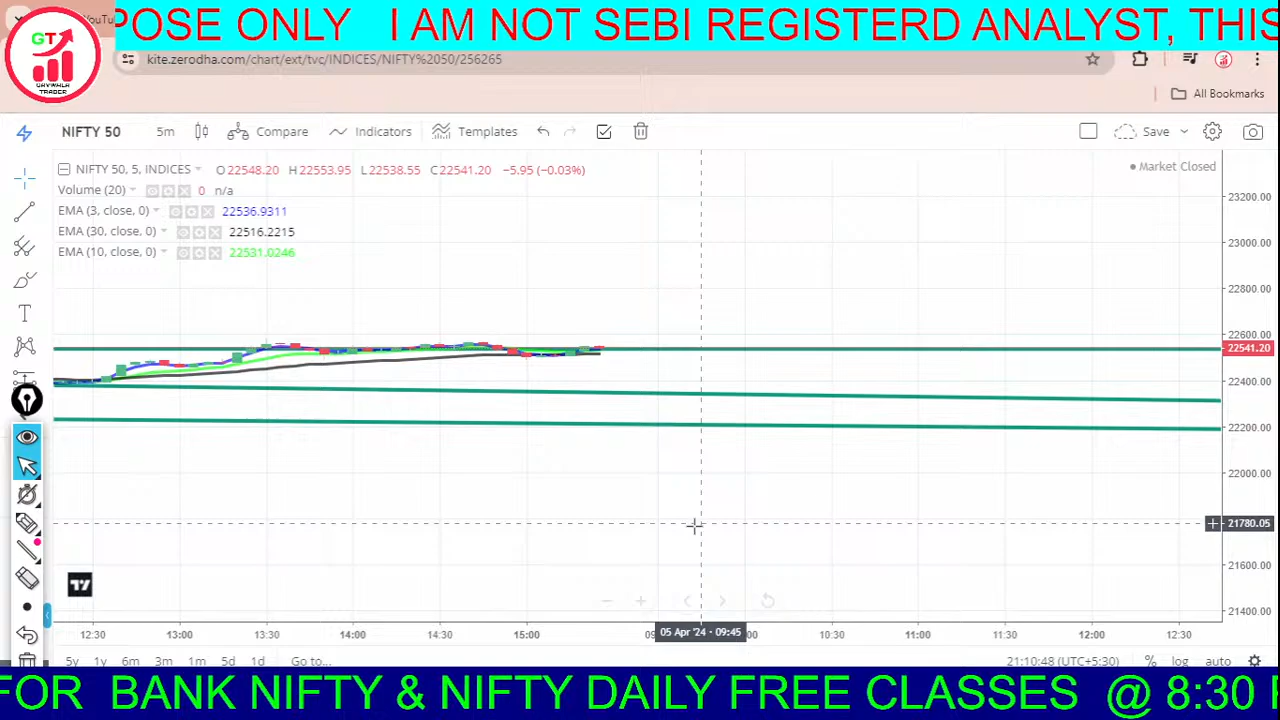 POSE ONLY I AM NOT SEBI REGISTERD ANALYST, THIS
GT
TRADER
kite.zerodha.com/chart/ext/tvc/INDICES/NIFTY%2050/256265
All Bookmarks
NIFTY 50 5m Compare Indicators Templates Save
NIFTY 50, 5, INDICES O22548.20 H22553.95 L22538.55 C22541.20 −5.95 (−0.03%)
Market Closed
Volume (20) 0 n/a
EMA (3, close, 0) 22536.9311
EMA (30, close, 0) 22516.2215
EMA (10, close, 0) 22531.0246
23200.00
23000.00
22800.00
22600.00
22541.20
22400.00
22200.00
22000.00
21780.05
21600.00
21400.00
12:30 13:00 13:30 14:00 14:30 15:00 05 Apr '24 - 09:45 10:30 11:00 11:30 12:00 12:30
5y 1y 6m 3m 1m 5d 1d Go to... 21:10:48 (UTC+5:30) % log auto
FOR BANK NIFTY & NIFTY DAILY FREE CLASSES @ 8:30